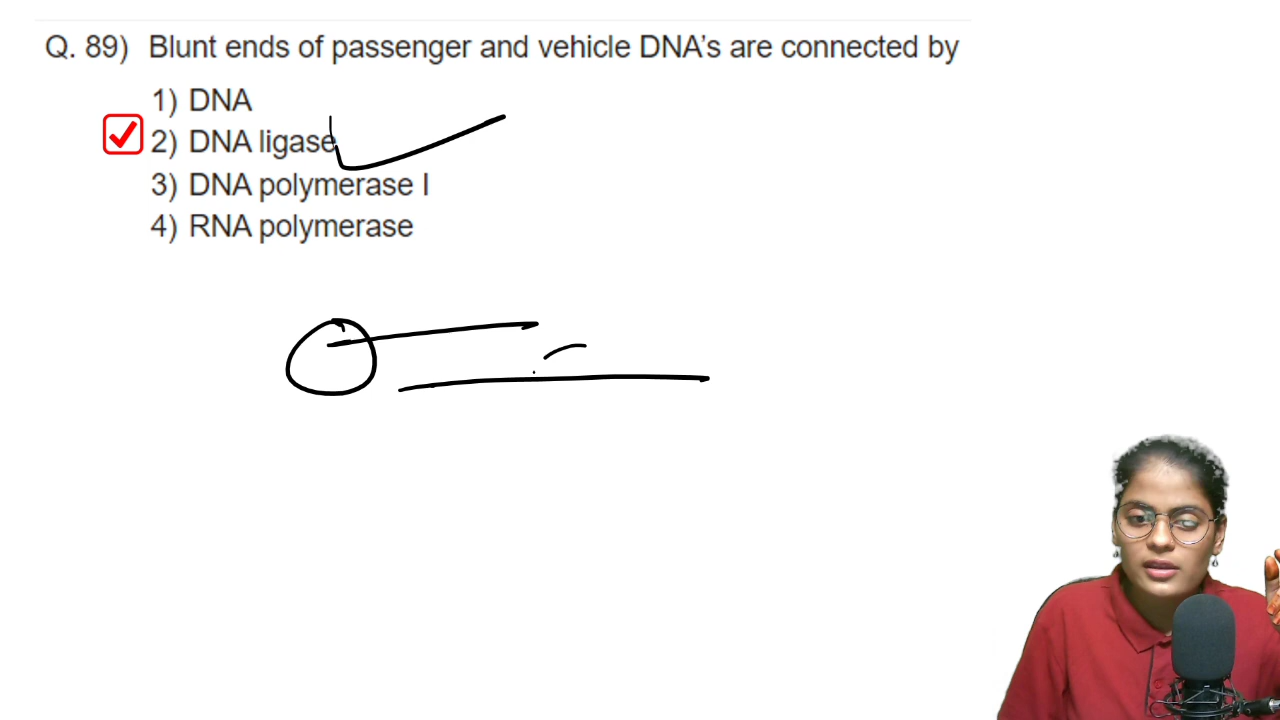 Q. 89) Blunt ends of passenger and vehicle DNA’s are connected by
1) DNA
2) DNA ligase
3) DNA polymerase I
4) RNA polymerase